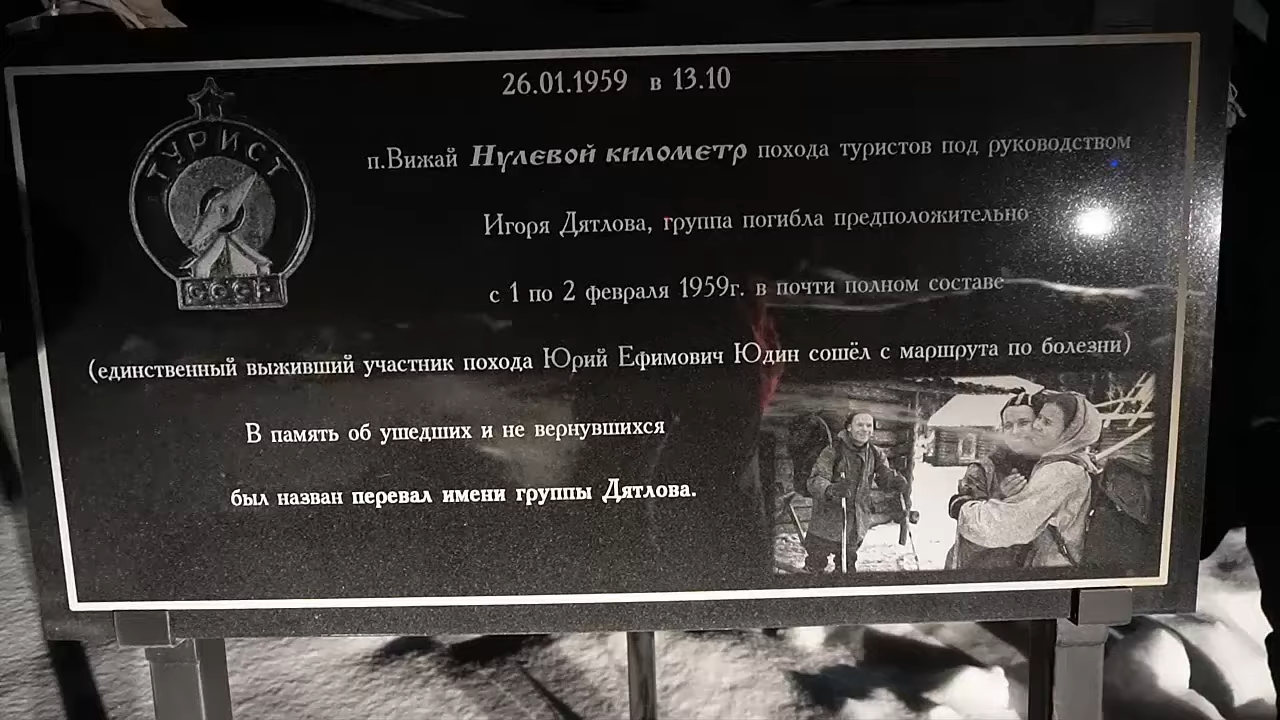 26.01.1959 в 13.10
ТУРИСТ
СССР
п.Вижай Нулевой километр похода туристов под руководством
Игоря Дятлова, группа погибла предположительно
с 1 по 2 февраля 1959г. в почти полном составе
(единственный выживший участник похода Юрий Ефимович Юдин сошёл с маршрута по болезни)
В память об ушедших и не вернувшихся
был назван перевал имени группы Дятлова.